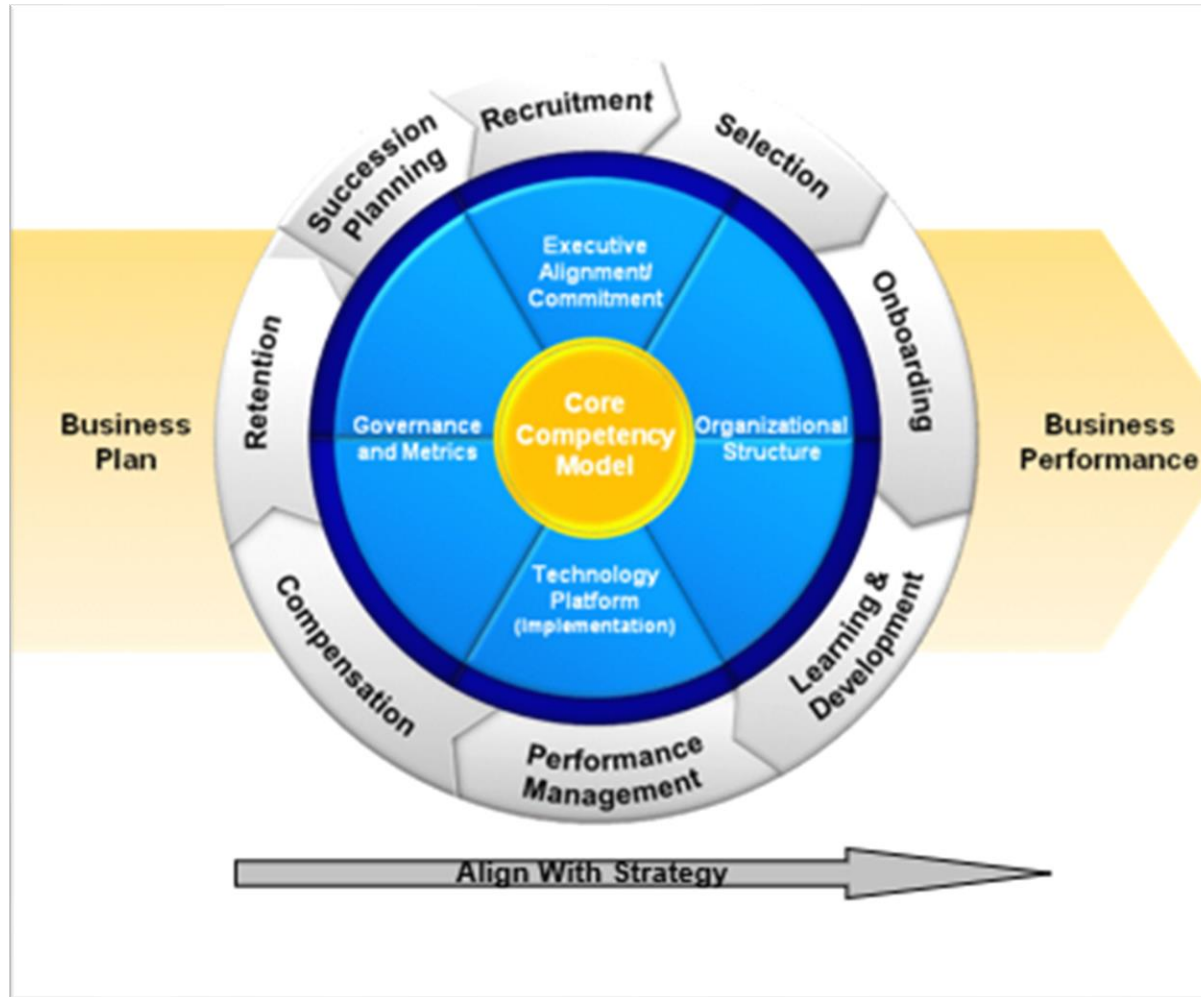 Recruitment
Selection
Onboarding
Learning &
Development
Performance
Management
Compensation
Retention
Succession
Planning
Executive
Alignment/
Commitment
Organizational
Structure
Technology
Platform
(Implementation)
Governance
and Metrics
Core
Competency
Model
Business
Plan
Business
Performance
Align With Strategy